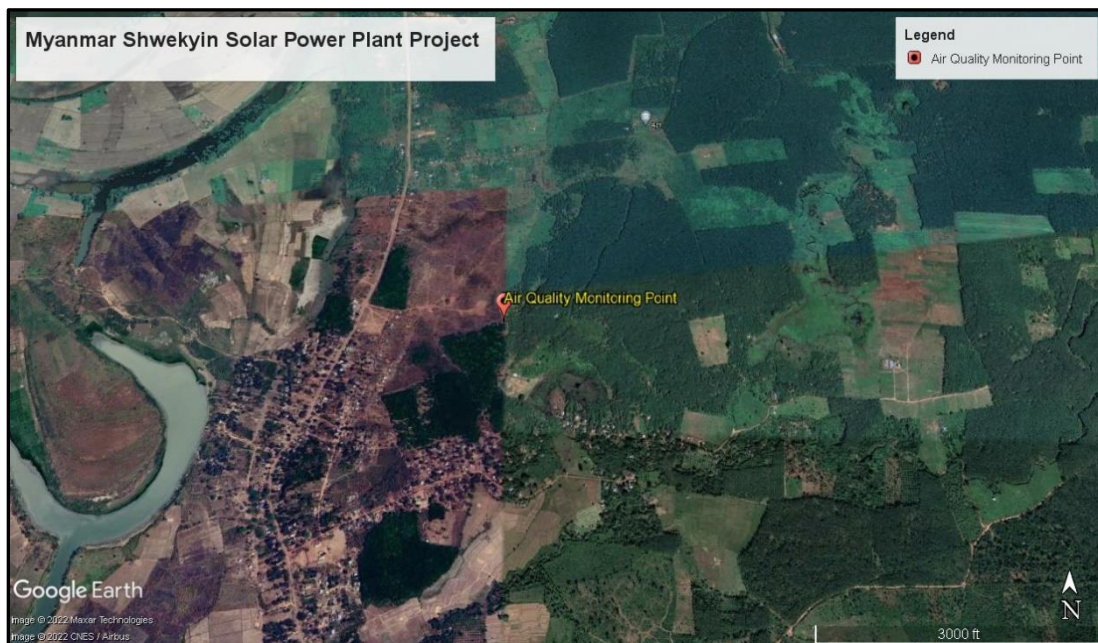 Myanmar Shwekyin Solar Power Plant Project
Legend
Air Quality Monitoring Point
Air Quality Monitoring Point
Google Earth
Image © 2022 Maxar Technologies
Image © 2022 CNES / Airbus
N
3000 ft